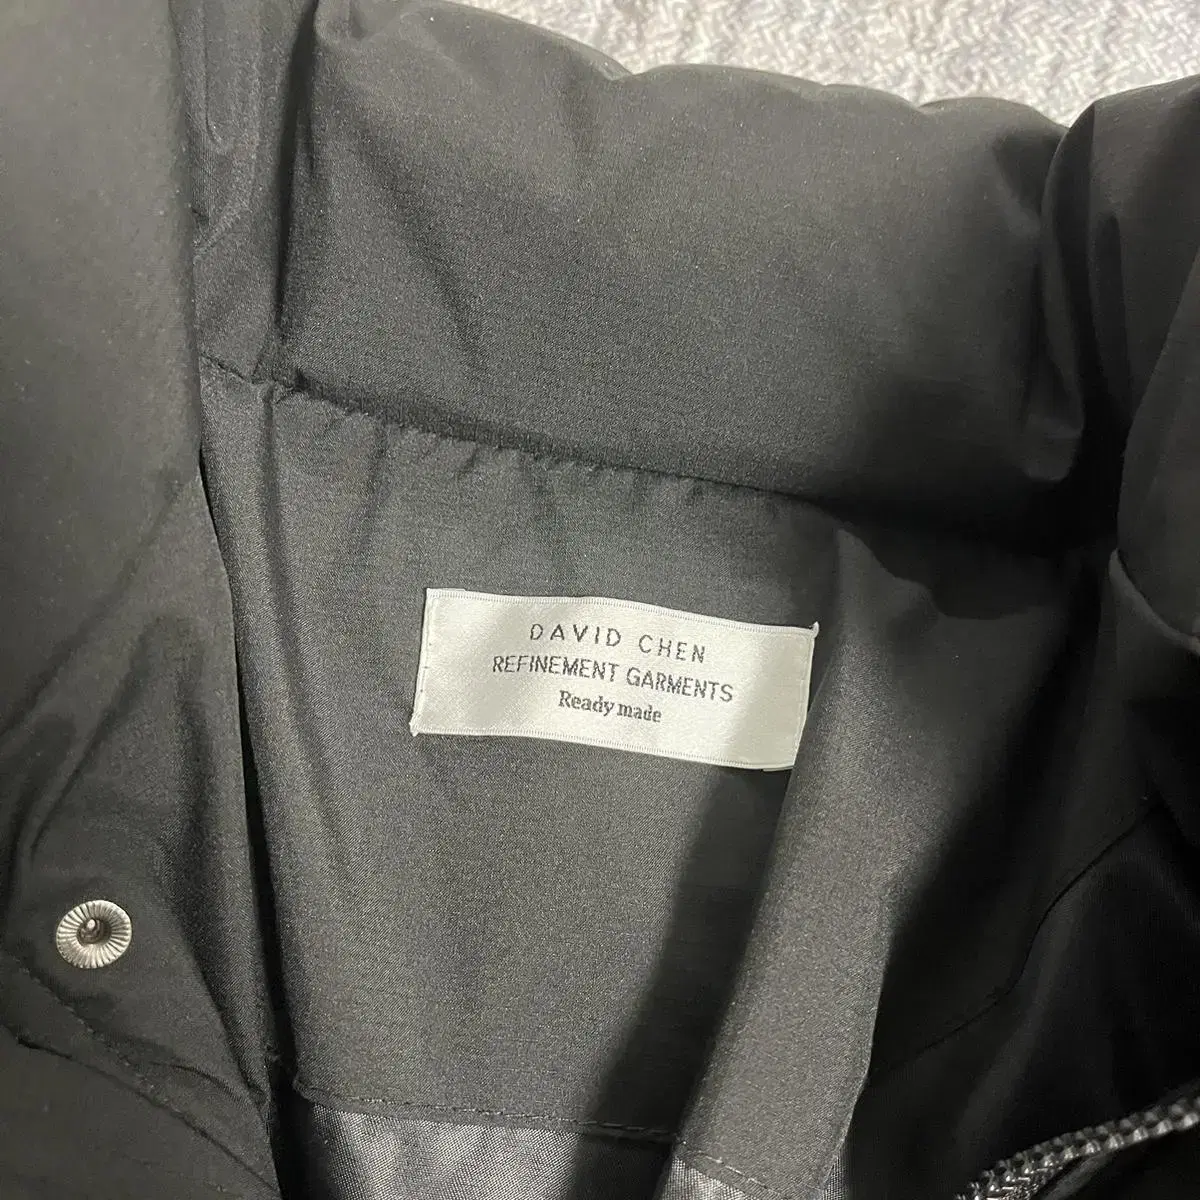 DAVID CHEN
REFINEMENT GARMENTS
Ready made